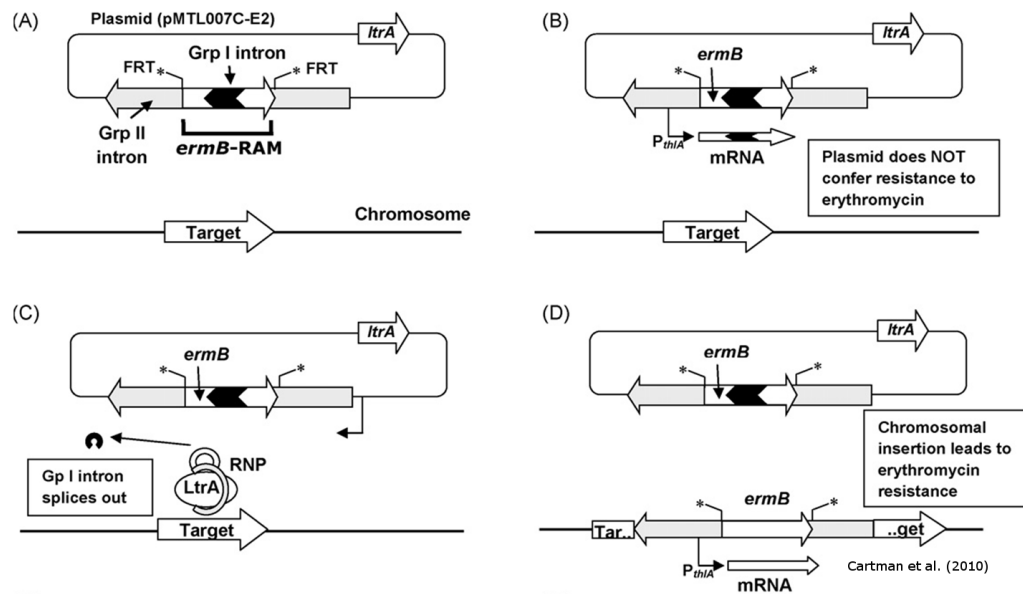 (A)
Plasmid (pMTL007C-E2)
ltrA
Grp I intron
FRT
*
* FRT
Grp II
intron
ermB-RAM
Chromosome
Target
(B)
ltrA
ermB
*
*
PthlA
mRNA
Plasmid does NOT
confer resistance to
erythromycin
Target
(C)
ltrA
ermB
*
*
Gp I intron
splices out
RNP
LtrA
Target
(D)
ltrA
ermB
*
*
Chromosomal
insertion leads to
erythromycin
resistance
*
ermB
*
Tar..
..get
PthlA
mRNA
Cartman et al. (2010)